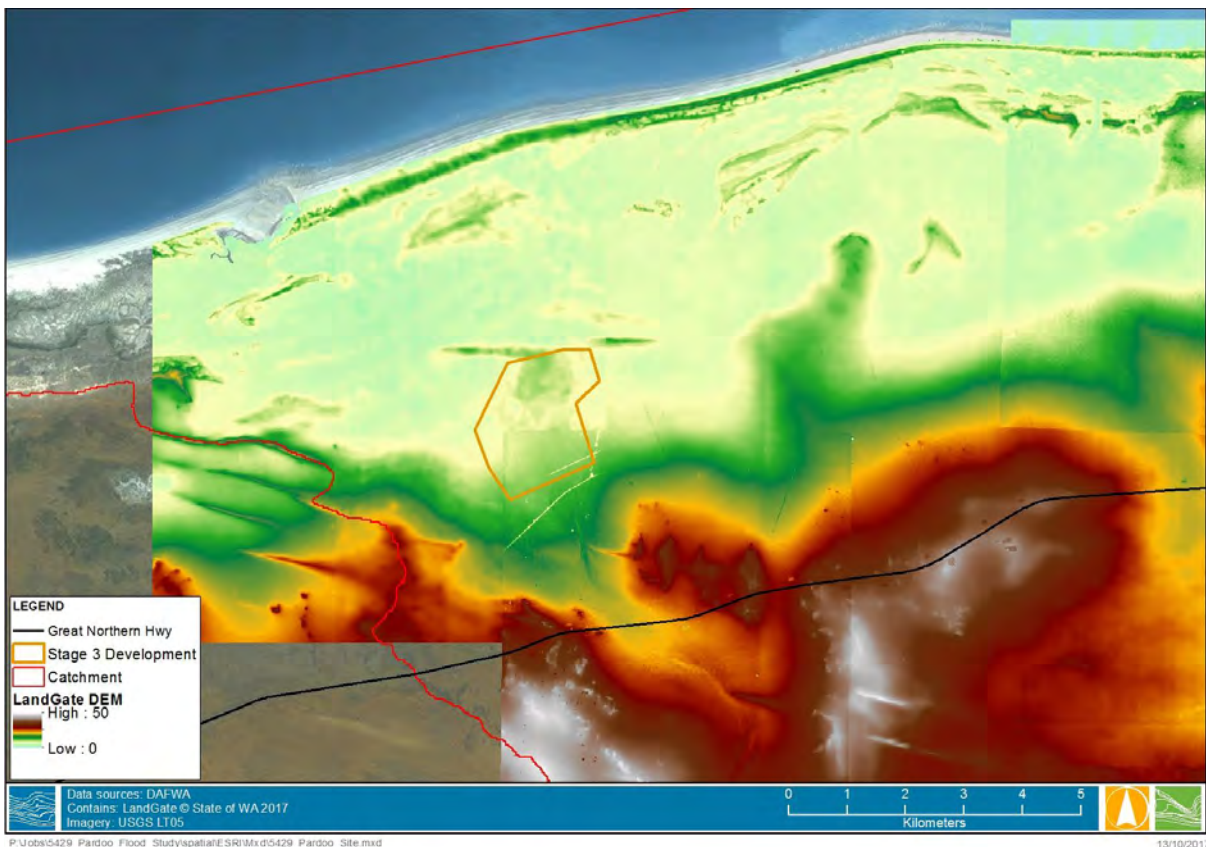 LEGEND
Great Northern Hwy
Stage 3 Development
Catchment
LandGate DEM
High : 50
Low : 0
Data sources: DAFWA
Contains: LandGate © State of WA 2017
Imagery: USGS LT05
0 1 2 3 4 5
Kilometers
P:\Jobs\5429_Pardoo_Flood_Study\spatial\ESRI\Mxd\5429_Pardoo_Site.mxd
13/10/2017